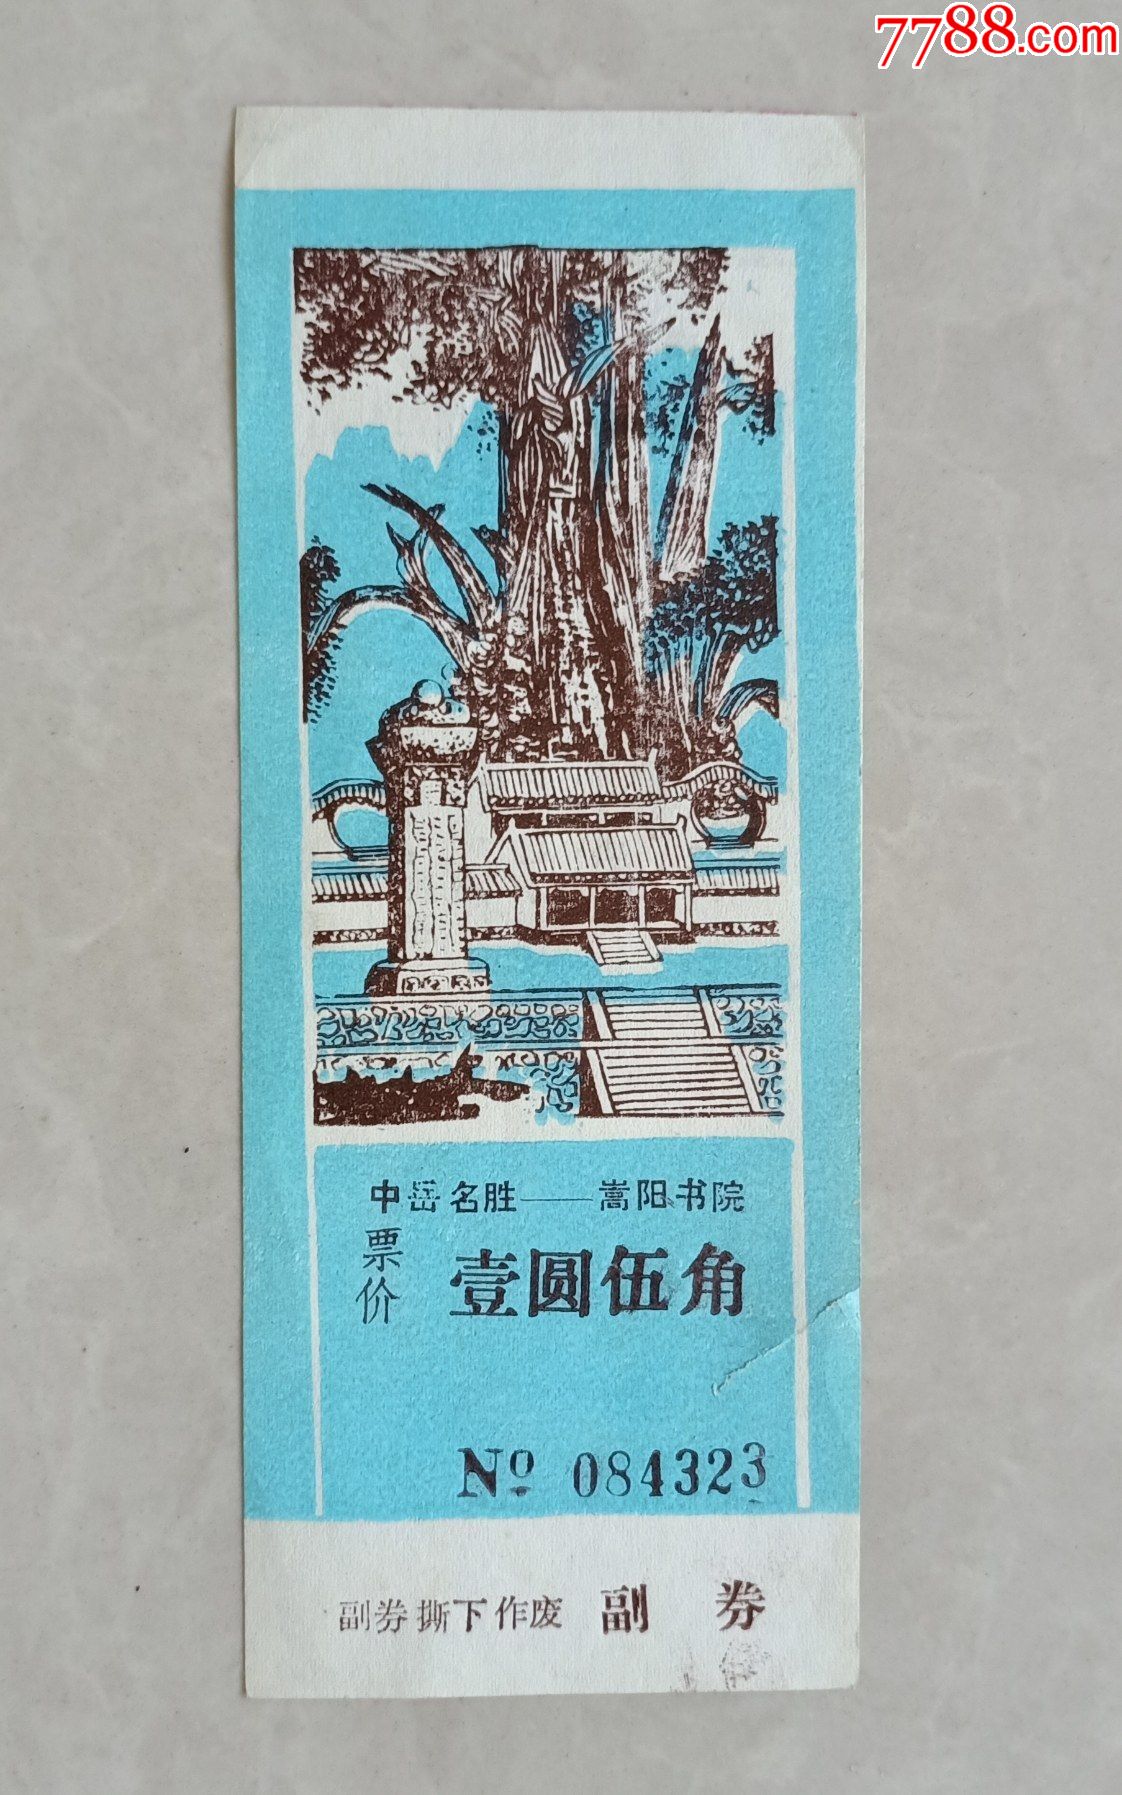 7788.com
中岳名胜——嵩阳书院
票价 壹圆伍角
№ 084323
副券撕下作废 副 券